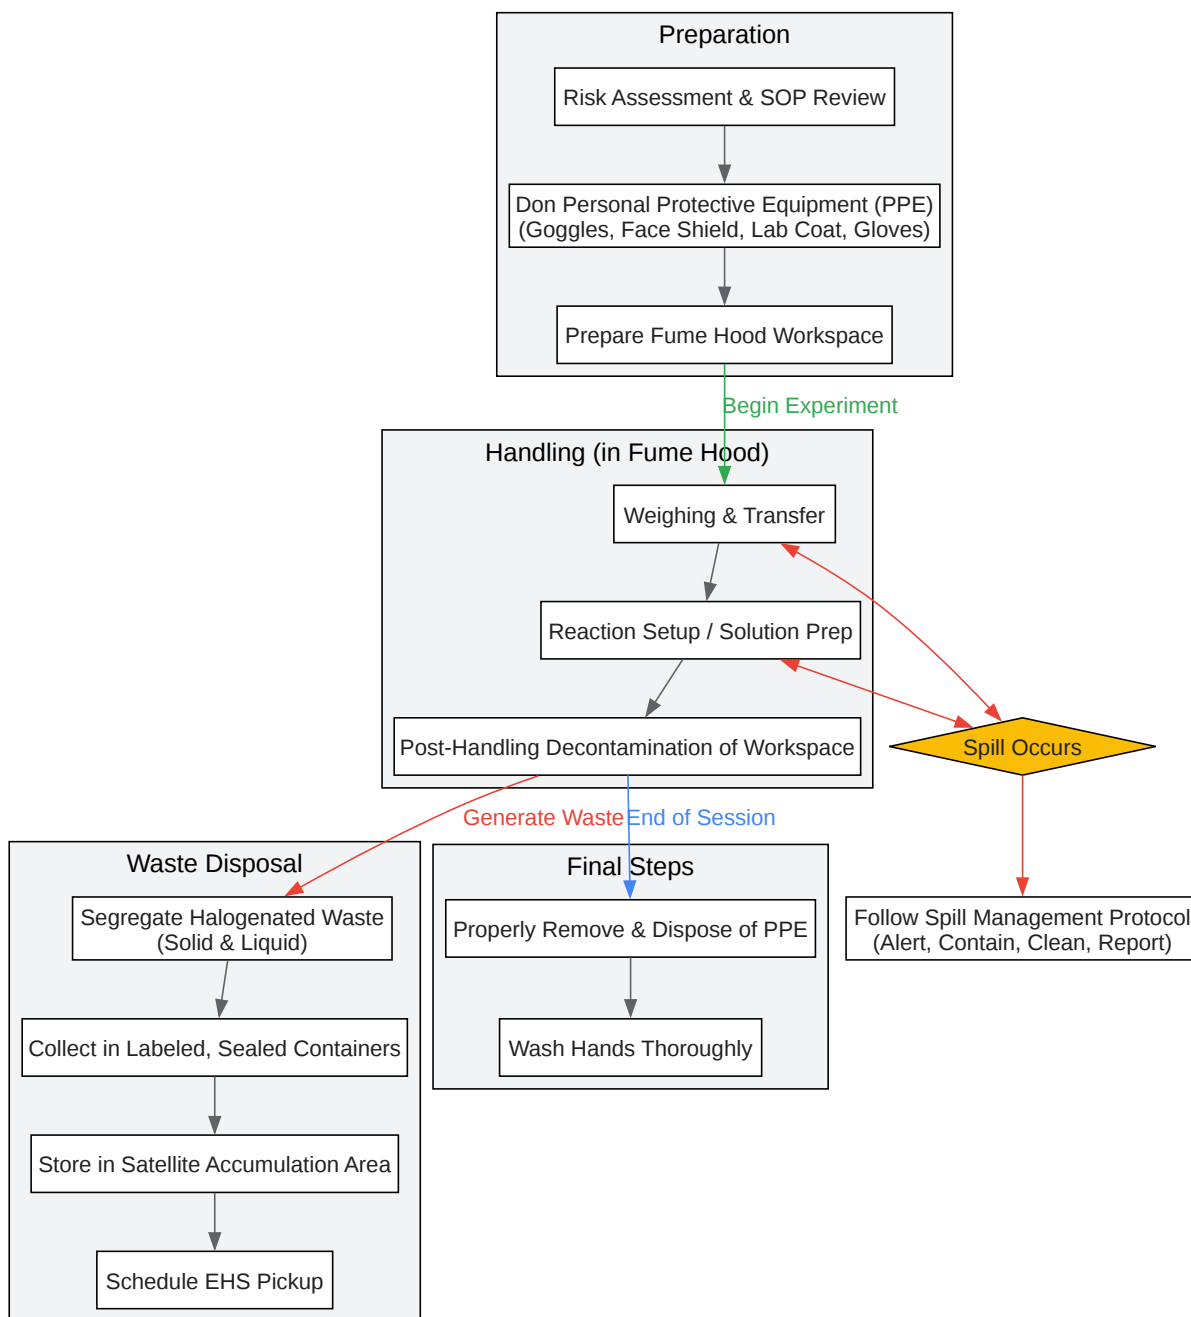 Preparation
Risk Assessment & SOP Review
Don Personal Protective Equipment (PPE)
(Goggles, Face Shield, Lab Coat, Gloves)
Prepare Fume Hood Workspace
Begin Experiment
Handling (in Fume Hood)
Weighing & Transfer
Reaction Setup / Solution Prep
Post-Handling Decontamination of Workspace
Spill Occurs
Generate Waste
End of Session
Waste Disposal
Segregate Halogenated Waste
(Solid & Liquid)
Collect in Labeled, Sealed Containers
Store in Satellite Accumulation Area
Schedule EHS Pickup
Final Steps
Properly Remove & Dispose of PPE
Wash Hands Thoroughly
Follow Spill Management Protocol
(Alert, Contain, Clean, Report)